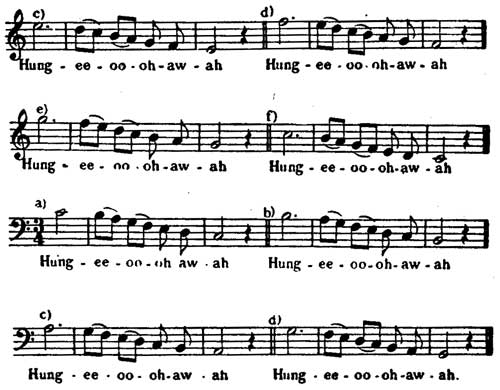 c) d)
Hung - ee - oo - oh - aw - ah Hung - ee - oo - oh - aw - ah
e) f)
Hung - ee - oo - oh - aw - ah Hung - ee - oo - oh - aw - ah
a) b)
3
4
Hung - ee - oo - oh aw - ah Hung - ee - oo - oh - aw - ah
c) d)
Hung - ee - oo - oh - aw - ah Hung - ee - oo - oh - aw - ah.